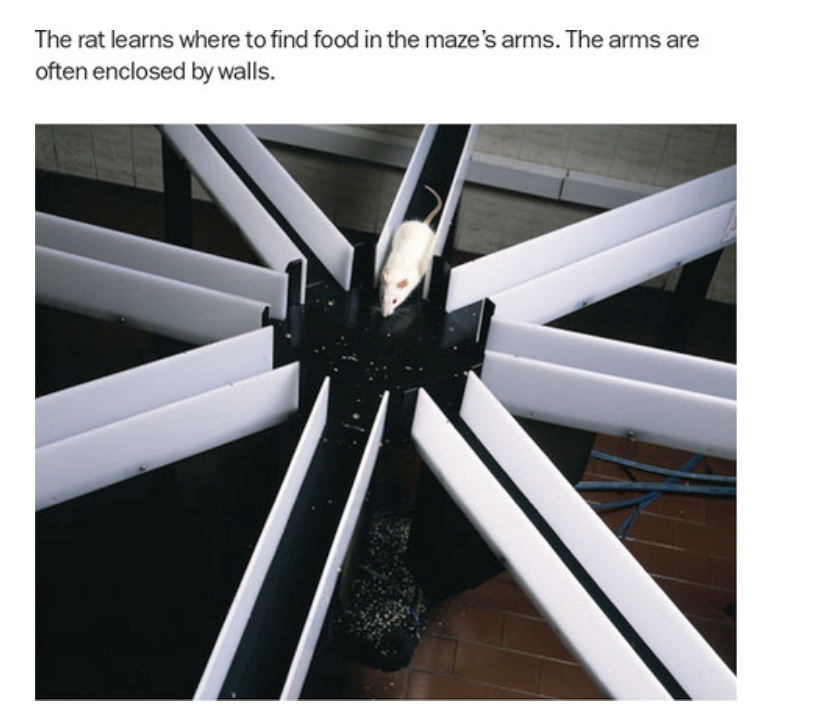 The rat learns where to find food in the maze's arms. The arms are
often enclosed by walls.